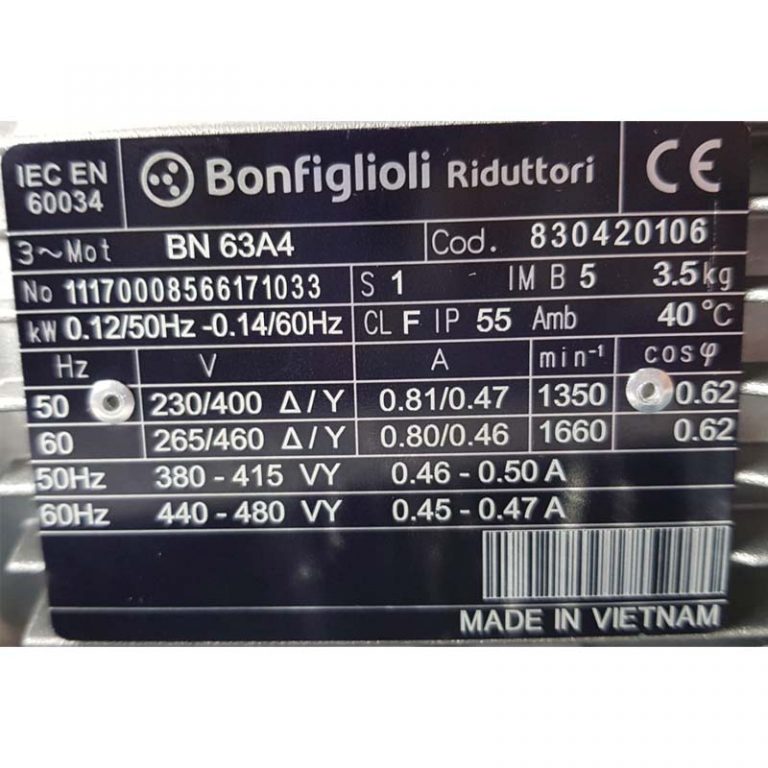 IEC EN
60034
Bonfiglioli Riduttori
CE
3~Mot BN 63A4 Cod. 830420106
No 11170008566171033 S 1 IM B 5 3.5kg
kW 0.12/50Hz -0.14/60Hz CL F IP 55 Amb 40 °C
Hz V A min-¹ cosφ
50 230/400 Δ/Y 0.81/0.47 1350 0.62
60 265/460 Δ/Y 0.80/0.46 1660 0.62
50Hz 380 - 415 VY 0.46 - 0.50 A
60Hz 440 - 480 VY 0.45 - 0.47 A
MADE IN VIETNAM